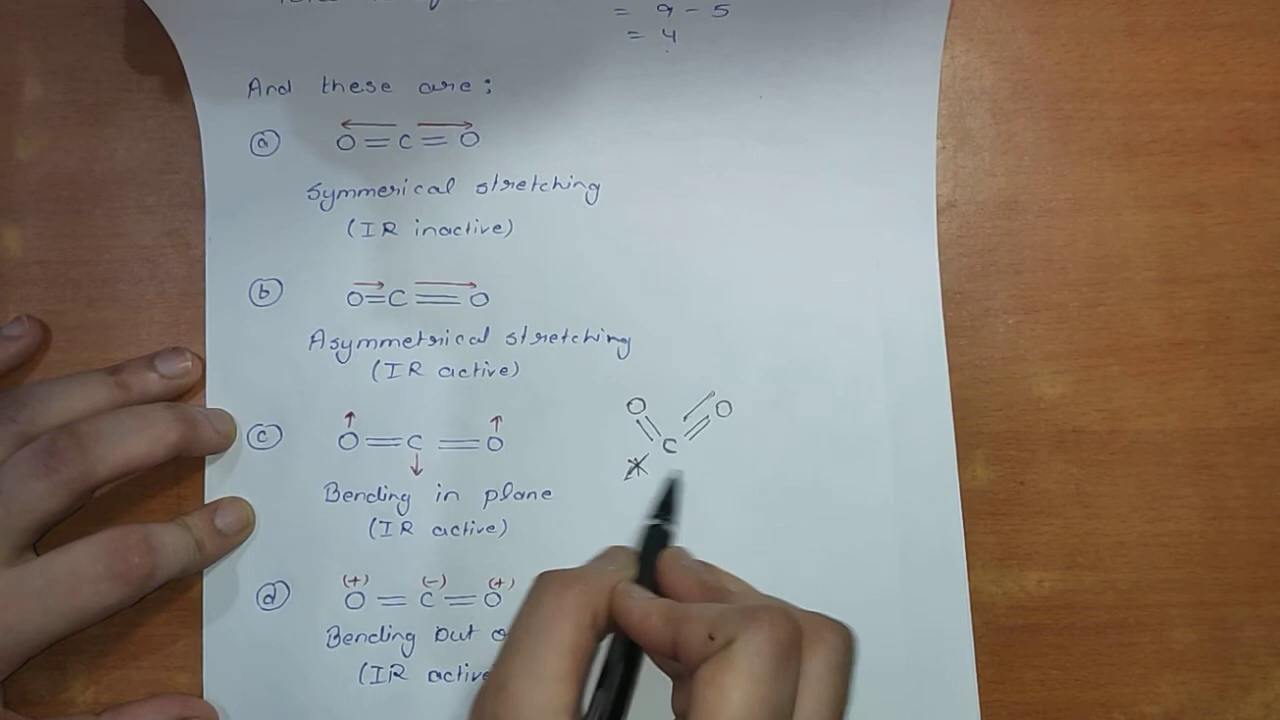 = 9 - 5
= 4
And these are ;
(a) O = C = O
Symmerical stretching
(IR inactive)
(b) O = C = O
Asymmetrical stretching
(IR active)
(c) O = C = O
Bending in plane
(IR active)
O C O
(d) (+) (-) (+)
O = C = O
Bending out
(IR active